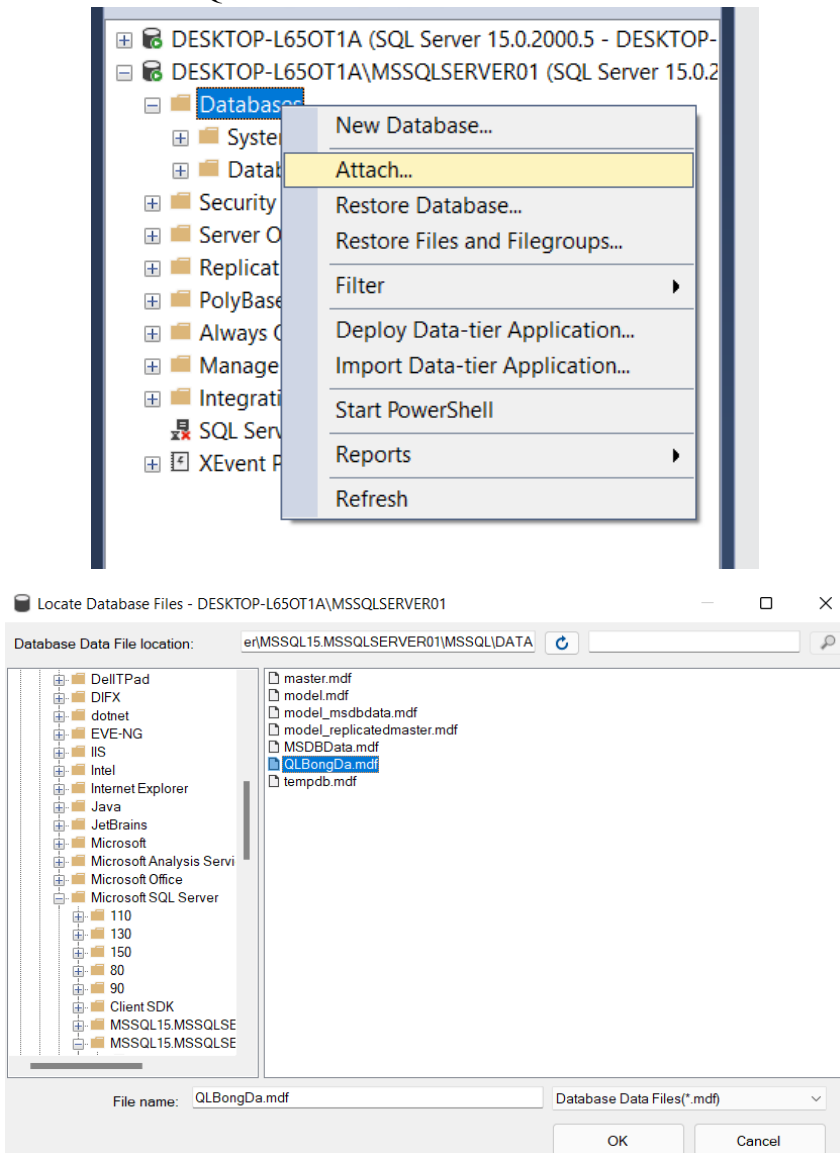 DESKTOP-L65OT1A (SQL Server 15.0.2000.5 - DESKTOP-
DESKTOP-L65OT1A\MSSQLSERVER01 (SQL Server 15.0.2
Databases
New Database...
Attach...
Restore Database...
Restore Files and Filegroups...
Filter
Deploy Data-tier Application...
Import Data-tier Application...
Start PowerShell
Reports
Refresh
Syste
Datab
Security
Server O
Replicat
PolyBase
Always
Manage
Integrati
SQL Serv
XEvent P
Locate Database Files - DESKTOP-L65OT1A\MSSQLSERVER01
Database Data File location: er\MSSQL15.MSSQLSERVER01\MSSQL\DATA
DellTPad
DIFX
dotnet
EVE-NG
IIS
Intel
Internet Explorer
Java
JetBrains
Microsoft
Microsoft Analysis Servi
Microsoft Office
Microsoft SQL Server
110
130
150
80
90
Client SDK
MSSQL15.MSSQLSE
MSSQL15.MSSQLSE
master.mdf
model.mdf
model_msdbdata.mdf
model_replicatedmaster.mdf
MSDBData.mdf
QLBongDa.mdf
tempdb.mdf
File name: QLBongDa.mdf
Database Data Files(*.mdf)
OK
Cancel